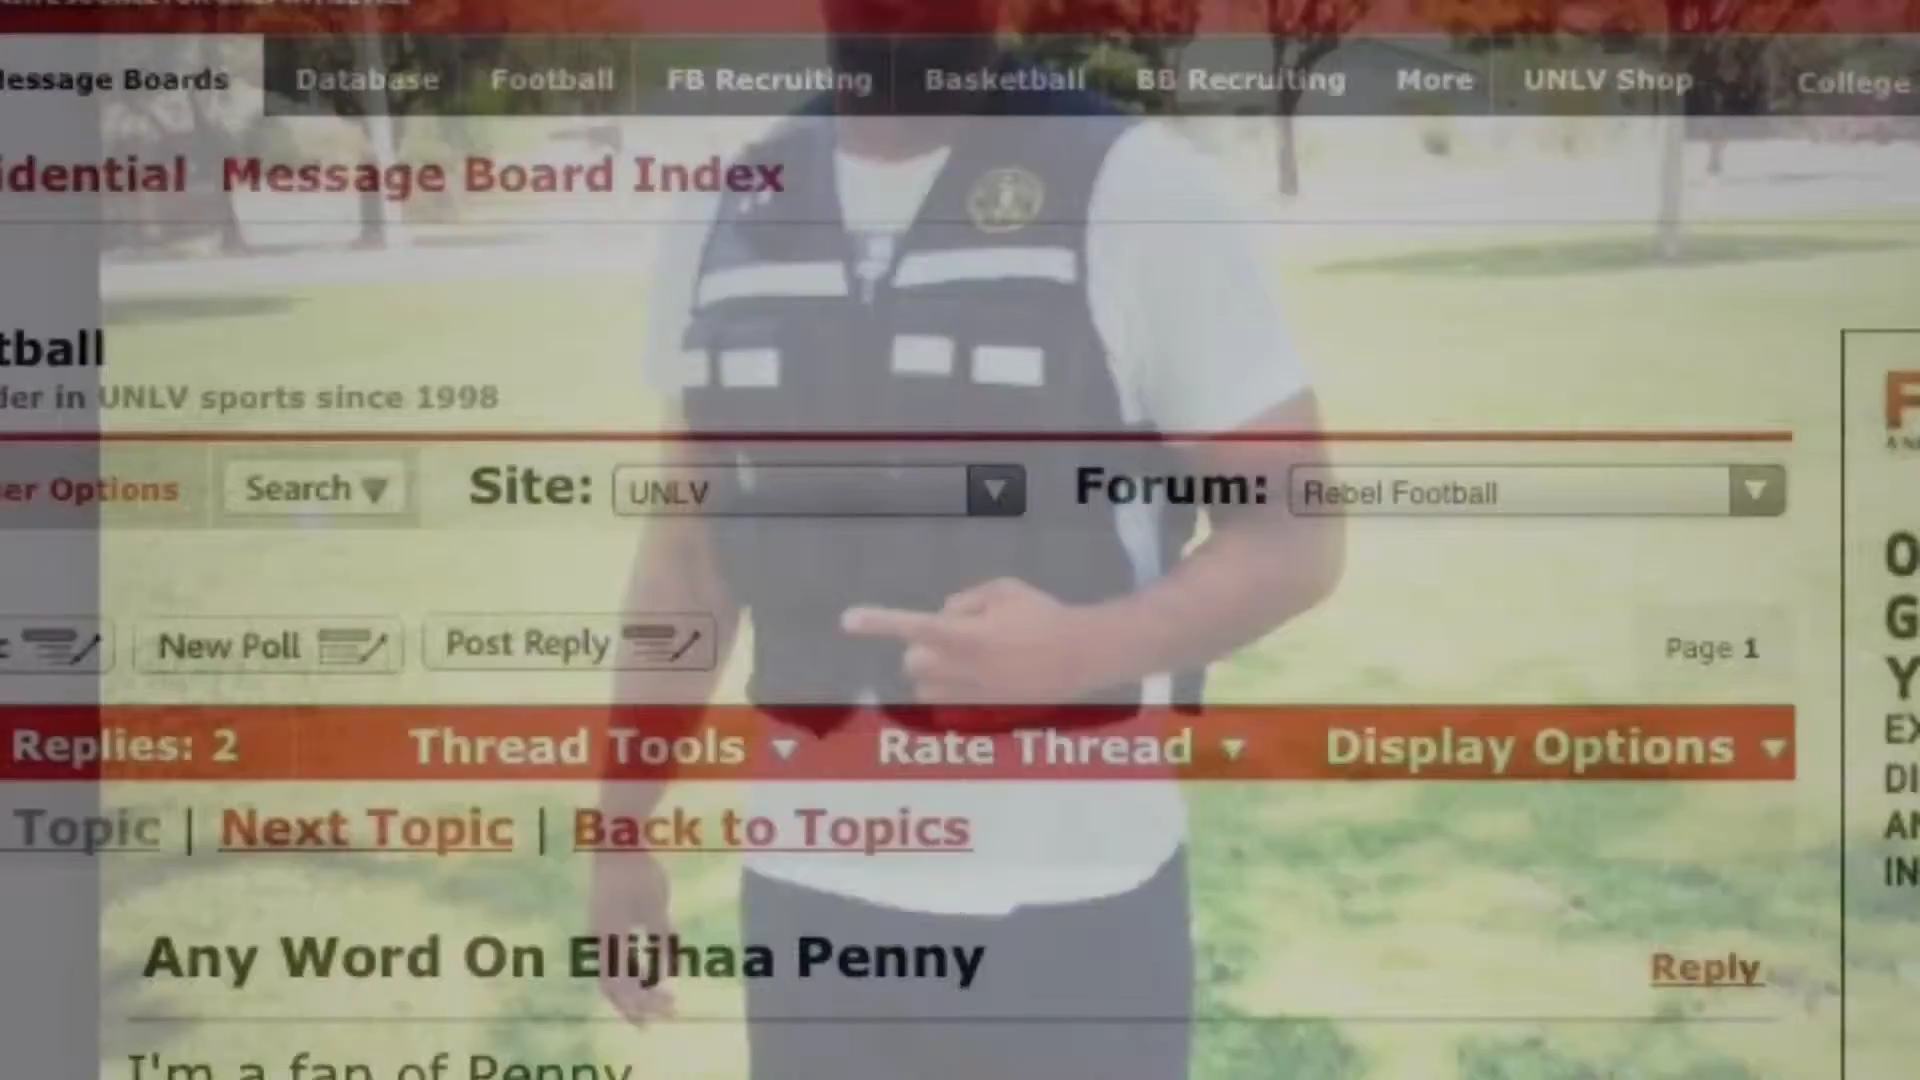 Message Boards Database Football FB Recruiting Basketball BB Recruiting More UNLV Shop College
idential Message Board Index
tball
der in UNLV sports since 1998
er Options Search Site: UNLV Forum: Rebel Football
New Poll Post Reply Page 1
Replies: 2 Thread Tools Rate Thread Display Options
Topic | Next Topic | Back to Topics
Any Word On Elijhaa Penny Reply
I'm a fan of Penny